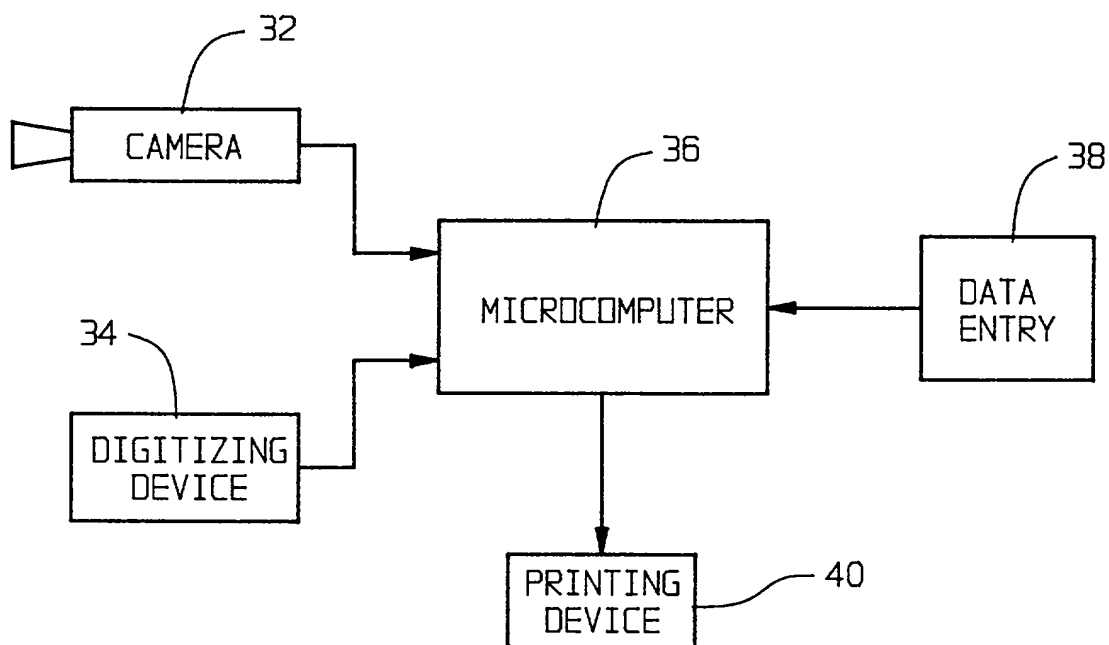 32
CAMERA
36
38
MICROCOMPUTER
DATA
ENTRY
34
DIGITIZING
DEVICE
PRINTING
DEVICE
40